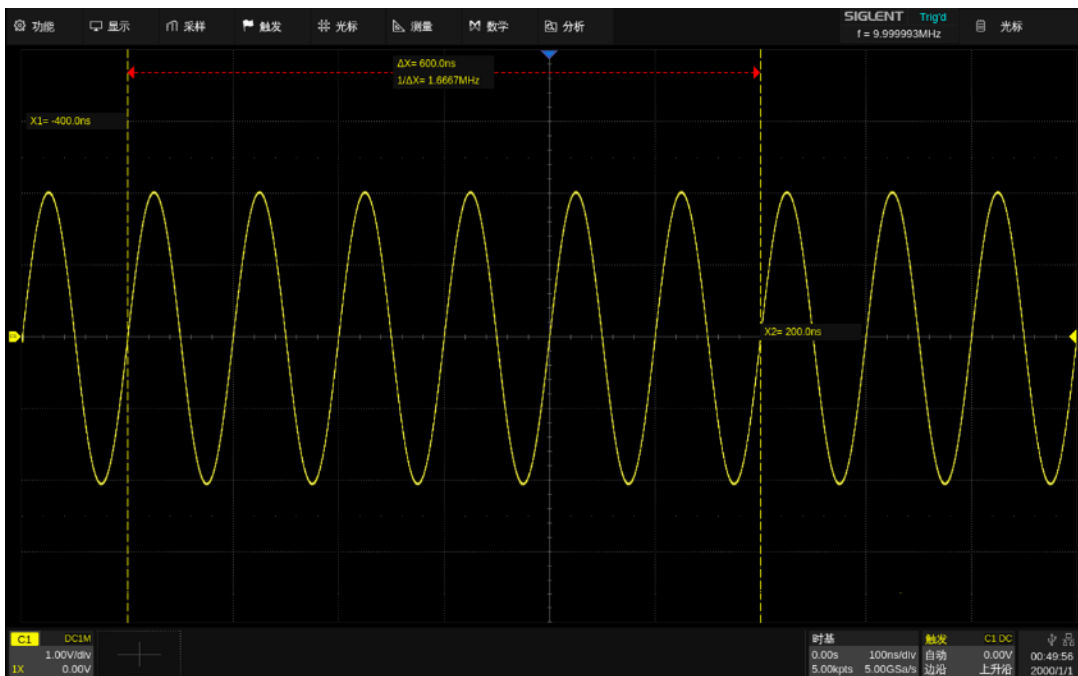 功能 显示 采样 触发 光标 测量 数学 分析 SIGLENT Trig'd
f = 9.999993MHz 光标
ΔX= 600.0ns
1/ΔX= 1.6667MHz
X1= -400.0ns
X2= 200.0ns
C1 DC1M
1.00V/div
1X 0.00V
时基
0.00s 100ns/div
5.00kpts 5.00GSa/s
触发 C1 DC
自动 0.00V
边沿 上升沿
00:49:56
2000/1/1